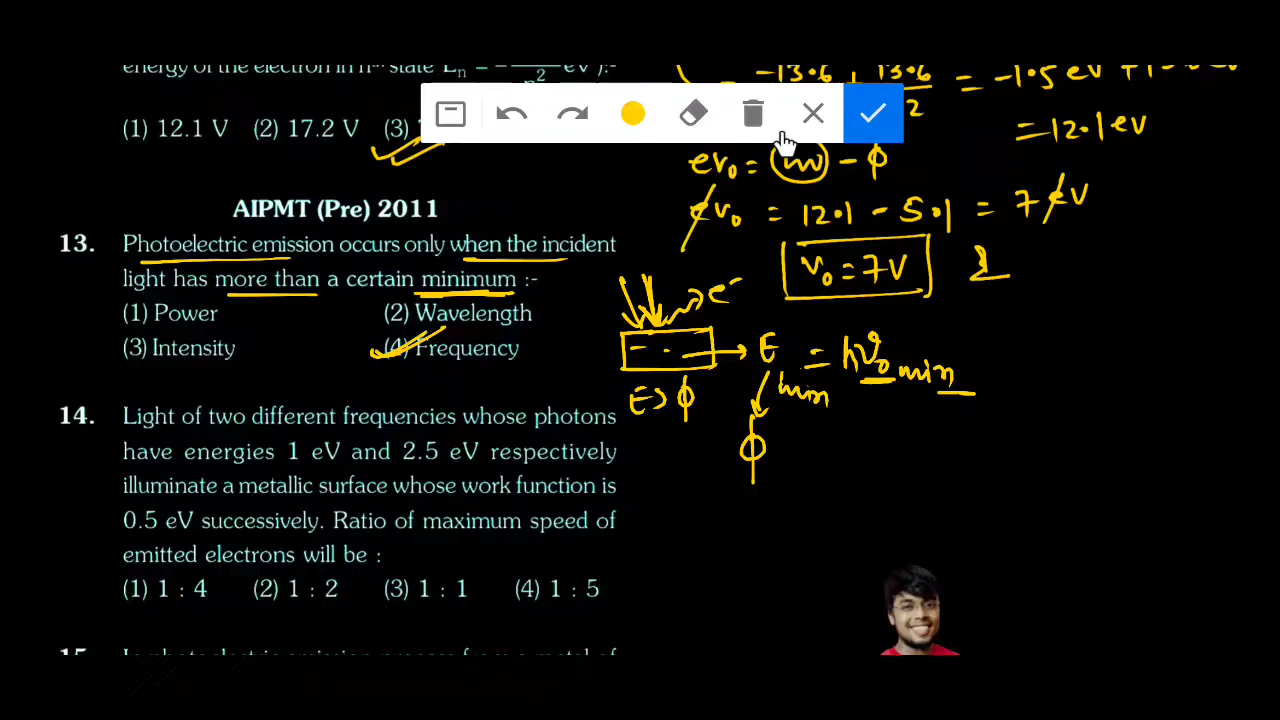 energy of the electron in nth state En = - eV ):-
n²
(1) 12.1 V (2) 17.2 V (3)
AIPMT (Pre) 2011
13. Photoelectric emission occurs only when the incident
light has more than a certain minimum :-
(1) Power (2) Wavelength
(3) Intensity (4) Frequency
14. Light of two different frequencies whose photons
have energies 1 eV and 2.5 eV respectively
illuminate a metallic surface whose work function is
0.5 eV successively. Ratio of maximum speed of
emitted electrons will be :
(1) 1 : 4 (2) 1 : 2 (3) 1 : 1 (4) 1 : 5
15.
-13.6 + 13.6 = -1.5 eV +
2
= 12.1 eV
eV₀ = hν - φ
eV₀ = 12.1 - 5.1 = 7 eV
V₀ = 7V
e⁻
E min = hν₀ min
E > φ
φ